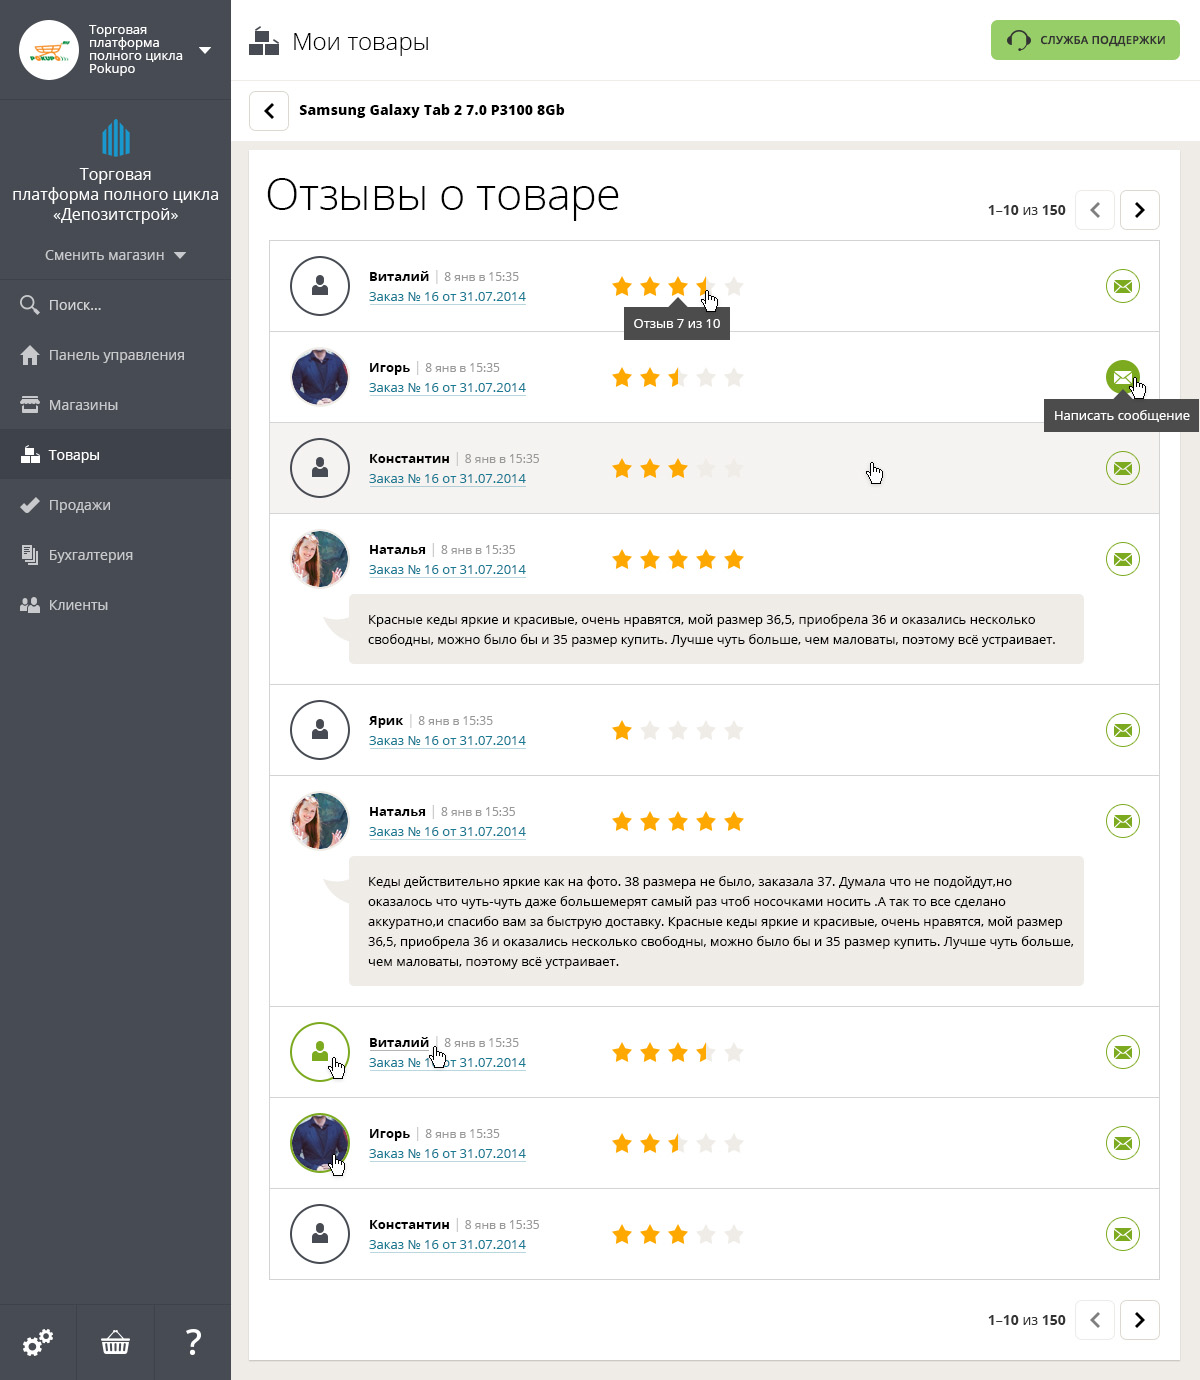 Торговая
платформа
полного цикла
Pokupo
POKUPO
Торговая
платформа полного цикла
«Депозитстрой»
Сменить магазин
Поиск...
Панель управления
Магазины
Товары
Продажи
Бухгалтерия
Клиенты
?
Мои товары
СЛУЖБА ПОДДЕРЖКИ
Samsung Galaxy Tab 2 7.0 P3100 8Gb
Отзывы о товаре
1–10 из 150
Виталий | 8 янв в 15:35
Заказ № 16 от 31.07.2014
Отзыв 7 из 10
Игорь | 8 янв в 15:35
Заказ № 16 от 31.07.2014
Написать сообщение
Константин | 8 янв в 15:35
Заказ № 16 от 31.07.2014
Наталья | 8 янв в 15:35
Заказ № 16 от 31.07.2014
Красные кеды яркие и красивые, очень нравятся, мой размер 36,5, приобрела 36 и оказались несколько
свободны, можно было бы и 35 размер купить. Лучше чуть больше, чем маловаты, поэтому всё устраивает.
Ярик | 8 янв в 15:35
Заказ № 16 от 31.07.2014
Наталья | 8 янв в 15:35
Заказ № 16 от 31.07.2014
Кеды действительно яркие как на фото. 38 размера не было, заказала 37. Думала что не подойдут,но
оказалось что чуть-чуть даже большемерят самый раз чтоб носочками носить .А так то все сделано
аккуратно,и спасибо вам за быструю доставку. Красные кеды яркие и красивые, очень нравятся, мой размер
36,5, приобрела 36 и оказались несколько свободны, можно было бы и 35 размер купить. Лучше чуть больше,
чем маловаты, поэтому всё устраивает.
Виталий | 8 янв в 15:35
Заказ № 16 от 31.07.2014
Игорь | 8 янв в 15:35
Заказ № 16 от 31.07.2014
Константин | 8 янв в 15:35
Заказ № 16 от 31.07.2014
1–10 из 150